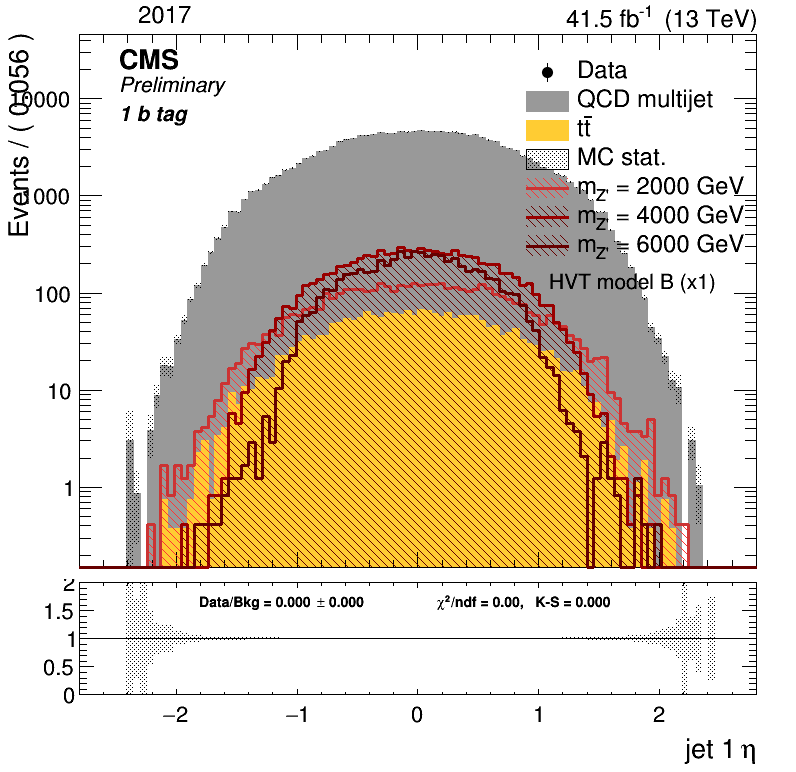 2017 41.5 fb⁻¹ (13 TeV)
CMS
Preliminary
1 b tag
Events / ( 0.056 )
10000
1000
100
10
1
Data
QCD multijet
tt̄
MC stat.
m_Z' = 2000 GeV
m_Z' = 4000 GeV
m_Z' = 6000 GeV
HVT model B (x1)
2
1.5
1
0.5
0
Data/Bkg = 0.000 ± 0.000 χ²/ndf = 0.00, K-S = 0.000
−2 −1 0 1 2
jet 1 η